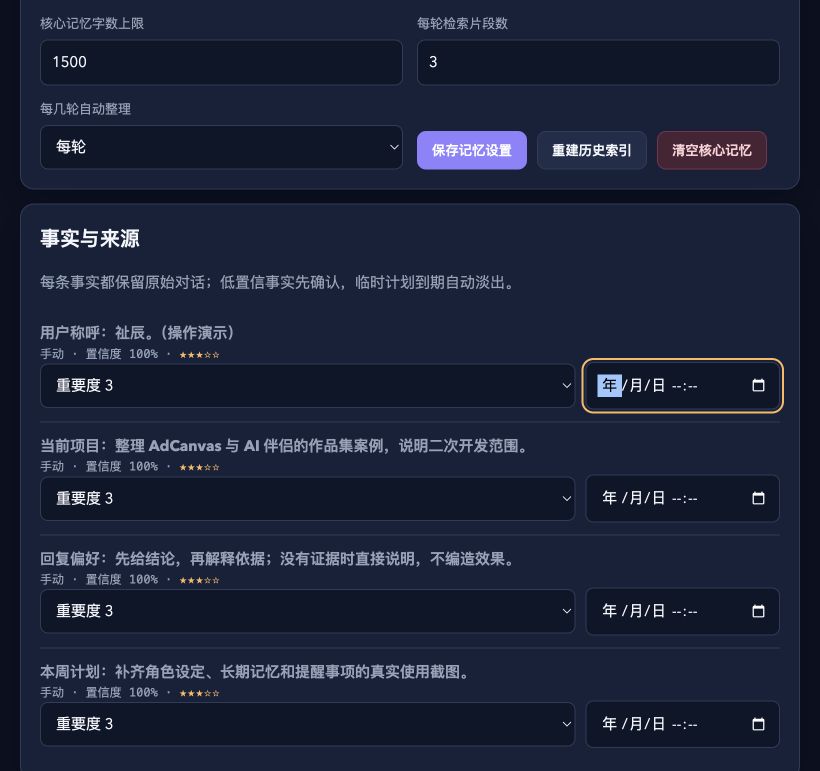 核心记忆字数上限 每轮检索片段数
1500 3
每几轮自动整理
每轮 保存记忆设置 重建历史索引 清空核心记忆
事实与来源
每条事实都保留原始对话；低置信事实先确认，临时计划到期自动淡出。
用户称呼：祉辰。（操作演示）
手动 · 置信度 100% · ★★★☆☆
重要度 3 年/月/日 --:--
当前项目：整理 AdCanvas 与 AI 伴侣的作品集案例，说明二次开发范围。
手动 · 置信度 100% · ★★★☆☆
重要度 3 年/月/日 --:--
回复偏好：先给结论，再解释依据；没有证据时直接说明，不编造效果。
手动 · 置信度 100% · ★★★☆☆
重要度 3 年/月/日 --:--
本周计划：补齐角色设定、长期记忆和提醒事项的真实使用截图。
手动 · 置信度 100% · ★★★☆☆
重要度 3 年/月/日 --:--